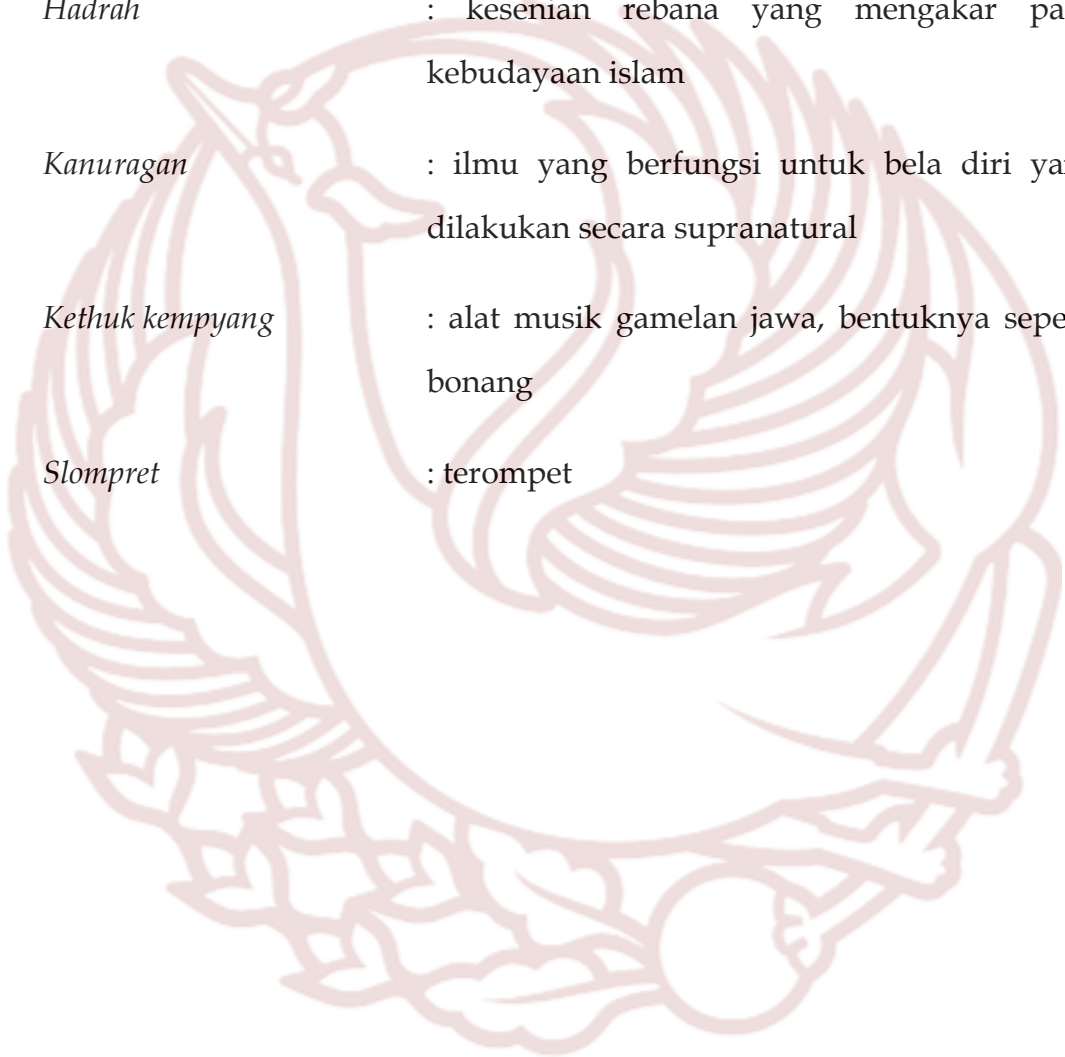 Hadrah : kesenian rebana yang mengakar pa
kebudayaan islam
Kanuragan : ilmu yang berfungsi untuk bela diri ya
dilakukan secara supranatural
Kethuk kempyang : alat musik gamelan jawa, bentuknya sepe
bonang
Slompret : terompet